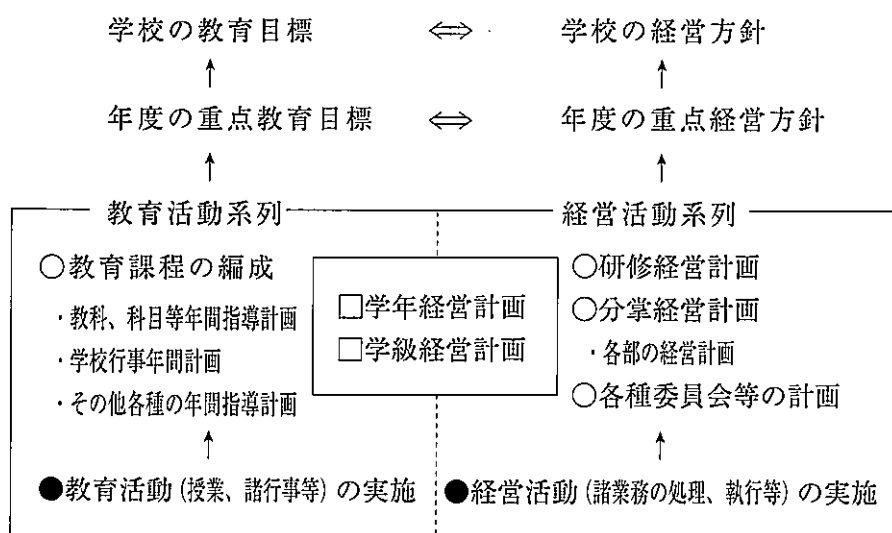 学校の教育目標 ⇔ 学校の経営方針
↑ ↑
年度の重点教育目標 ⇔ 年度の重点経営方針
↑ ↑
教育活動系列 経営活動系列
○教育課程の編成
・教科、科目等年間指導計画
・学校行事年間計画
・その他各種の年間指導計画
↑
●教育活動(授業、諸行事等)の実施
□学年経営計画
□学級経営計画
○研修経営計画
○分掌経営計画
・各部の経営計画
○各種委員会等の計画
↑
●経営活動(諸業務の処理、執行等)の実施